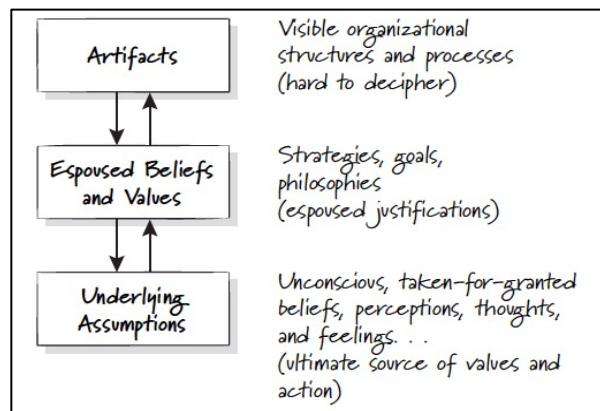 Artifacts
Visible organizational
structures and processes
(hard to decipher)
Espoused Beliefs
and Values
Strategies, goals,
philosophies
(espoused justifications)
Underlying
Assumptions
Unconscious, taken-for-granted
beliefs, perceptions, thoughts,
and feelings. . .
(ultimate source of values and
action)